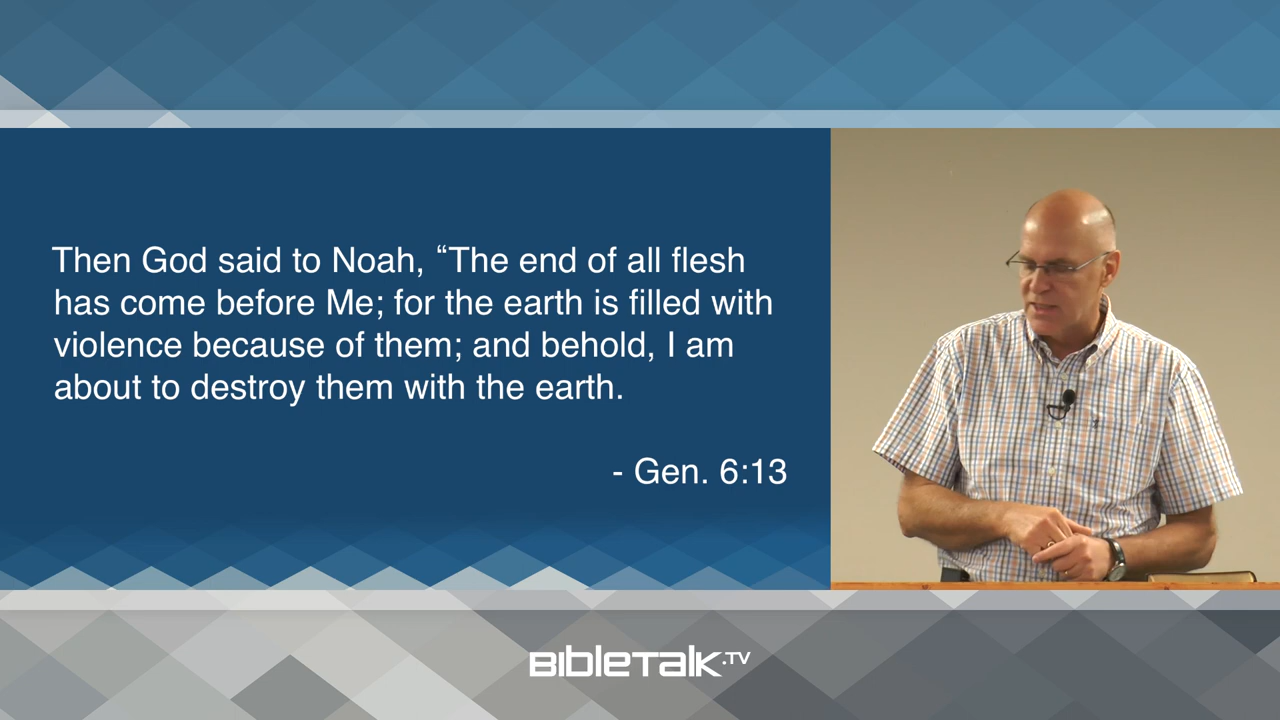 Then God said to Noah, “The end of all flesh
has come before Me; for the earth is filled with
violence because of them; and behold, I am
about to destroy them with the earth.
- Gen. 6:13
BIBLETALK.TV